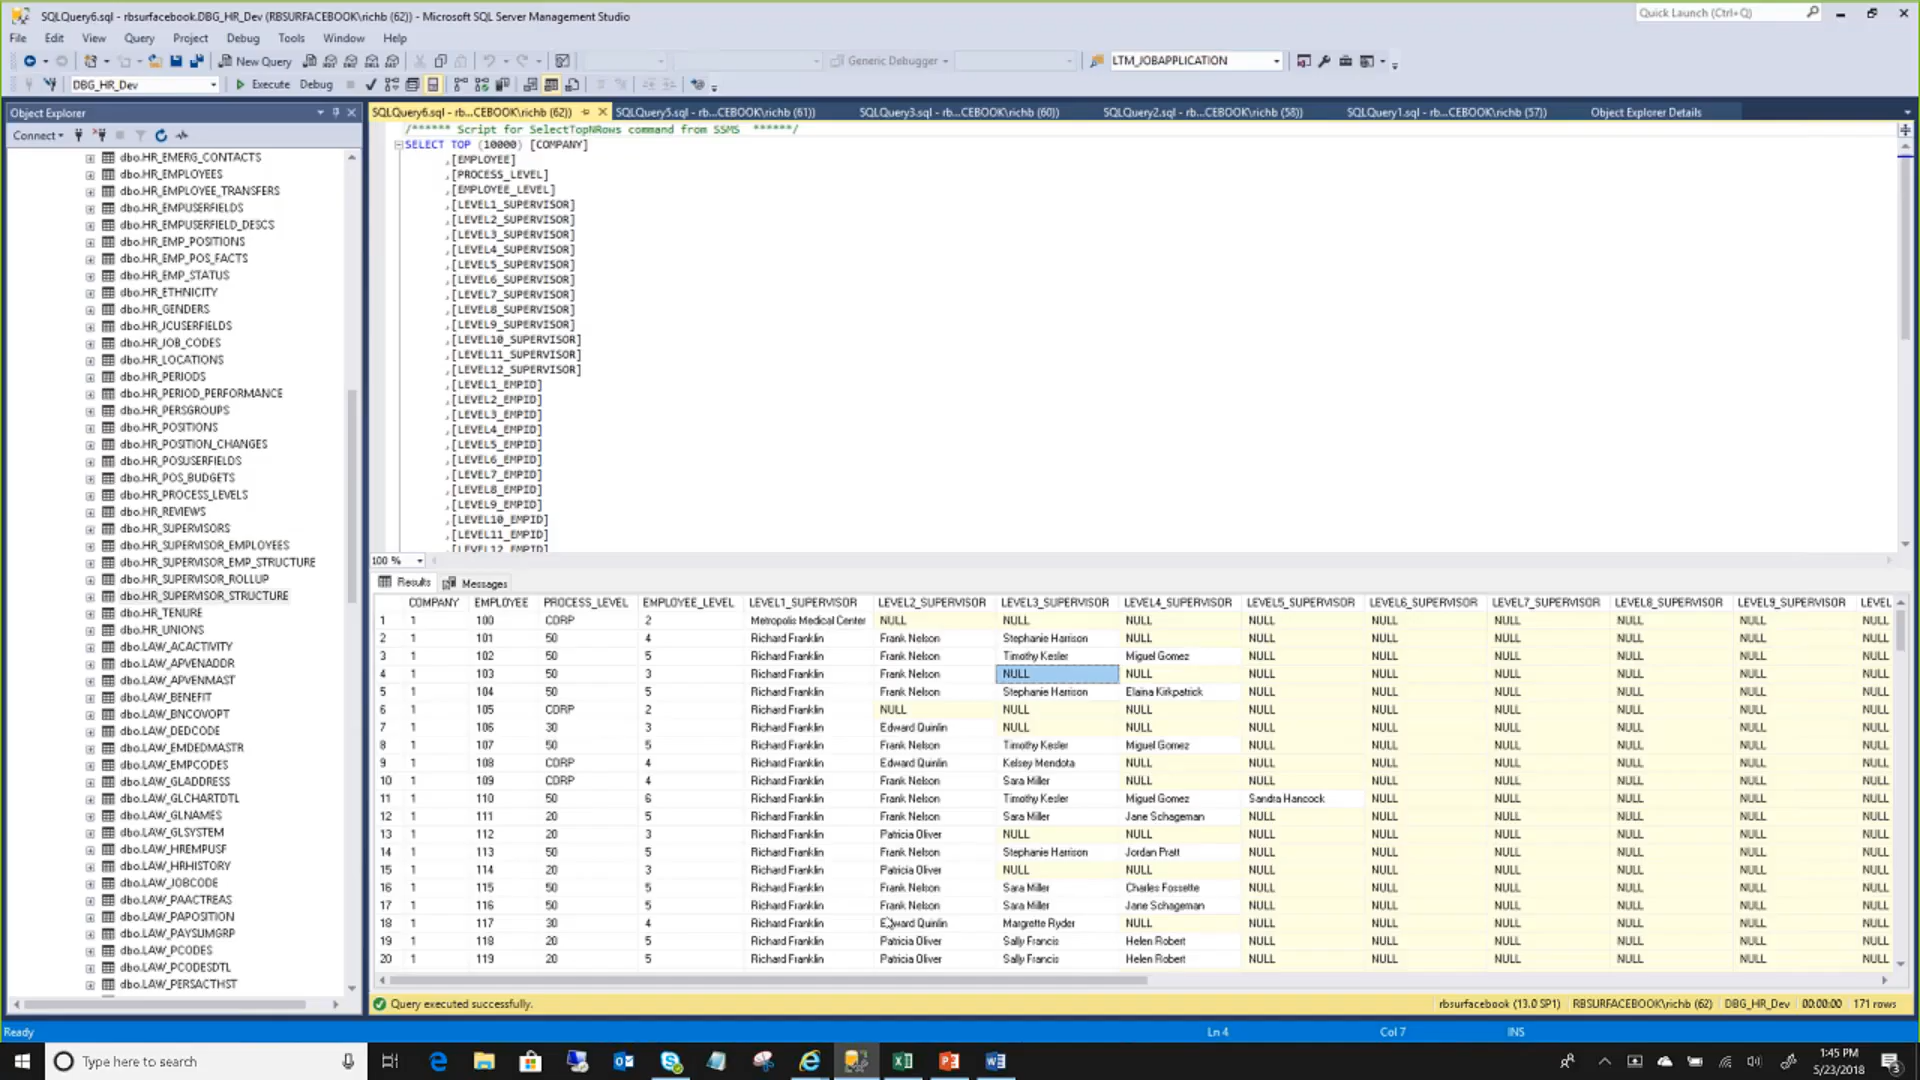 SQLQuery6.sql - rbsurfacebook.DBG_HR_Dev (RBSURFACEBOOK\richb (62)) - Microsoft SQL Server Management Studio
Quick Launch (Ctrl+Q)
File Edit View Query Project Debug Tools Window Help
New Query Generic Debugger LTM_JOBAPPLICATION
DBG_HR_Dev Execute Debug
Object Explorer
SQLQuery6.sql - rb...CEBOOK\richb (62)) SQLQuery5.sql - rb...CEBOOK\richb (61)) SQLQuery3.sql - rb...CEBOOK\richb (60)) SQLQuery2.sql - rb...CEBOOK\richb (58)) SQLQuery1.sql - rb...CEBOOK\richb (57)) Object Explorer Details
Connect
dbo.HR_EMERG_CONTACTS
dbo.HR_EMPLOYEES
dbo.HR_EMPLOYEE_TRANSFERS
dbo.HR_EMPUSERFIELDS
dbo.HR_EMPUSERFIELD_DESCS
dbo.HR_EMP_POSITIONS
dbo.HR_EMP_POS_FACTS
dbo.HR_EMP_STATUS
dbo.HR_ETHNICITY
dbo.HR_GENDERS
dbo.HR_JCUSERFIELDS
dbo.HR_JOB_CODES
dbo.HR_LOCATIONS
dbo.HR_PERIODS
dbo.HR_PERIOD_PERFORMANCE
dbo.HR_PERSGROUPS
dbo.HR_POSITIONS
dbo.HR_POSITION_CHANGES
dbo.HR_POSUSERFIELDS
dbo.HR_POS_BUDGETS
dbo.HR_PROCESS_LEVELS
dbo.HR_REVIEWS
dbo.HR_SUPERVISORS
dbo.HR_SUPERVISOR_EMPLOYEES
dbo.HR_SUPERVISOR_EMP_STRUCTURE
dbo.HR_SUPERVISOR_ROLLUP
dbo.HR_SUPERVISOR_STRUCTURE
dbo.HR_TENURE
dbo.HR_UNIONS
dbo.LAW_ACACTIVITY
dbo.LAW_APVENADDR
dbo.LAW_APVENMAST
dbo.LAW_BENEFIT
dbo.LAW_BNCOVOPT
dbo.LAW_DEDCODE
dbo.LAW_EMDEDMASTR
dbo.LAW_EMPCODES
dbo.LAW_GLADDRESS
dbo.LAW_GLCHARTDTL
dbo.LAW_GLNAMES
dbo.LAW_GLSYSTEM
dbo.LAW_HREMPUSF
dbo.LAW_HRHISTORY
dbo.LAW_JOBCODE
dbo.LAW_PAACTREAS
dbo.LAW_PAPOSITION
dbo.LAW_PAYSUMGRP
dbo.LAW_PCODES
dbo.LAW_PCODESDTL
dbo.LAW_PERSACTHST
/****** Script for SelectTopNRows command from SSMS ******/
SELECT TOP (10000) [COMPANY]
,[EMPLOYEE]
,[PROCESS_LEVEL]
,[EMPLOYEE_LEVEL]
,[LEVEL1_SUPERVISOR]
,[LEVEL2_SUPERVISOR]
,[LEVEL3_SUPERVISOR]
,[LEVEL4_SUPERVISOR]
,[LEVEL5_SUPERVISOR]
,[LEVEL6_SUPERVISOR]
,[LEVEL7_SUPERVISOR]
,[LEVEL8_SUPERVISOR]
,[LEVEL9_SUPERVISOR]
,[LEVEL10_SUPERVISOR]
,[LEVEL11_SUPERVISOR]
,[LEVEL12_SUPERVISOR]
,[LEVEL1_EMPID]
,[LEVEL2_EMPID]
,[LEVEL3_EMPID]
,[LEVEL4_EMPID]
,[LEVEL5_EMPID]
,[LEVEL6_EMPID]
,[LEVEL7_EMPID]
,[LEVEL8_EMPID]
,[LEVEL9_EMPID]
,[LEVEL10_EMPID]
,[LEVEL11_EMPID]
,[LEVEL12_EMPID]
100 %
Results Messages
COMPANY EMPLOYEE PROCESS_LEVEL EMPLOYEE_LEVEL LEVEL1_SUPERVISOR LEVEL2_SUPERVISOR LEVEL3_SUPERVISOR LEVEL4_SUPERVISOR LEVEL5_SUPERVISOR LEVEL6_SUPERVISOR LEVEL7_SUPERVISOR LEVEL8_SUPERVISOR LEVEL9_SUPERVISOR LEVEL
1 1 100 CORP 2 Metropolis Medical Center NULL NULL NULL NULL NULL NULL NULL NULL NULL
2 1 101 50 4 Richard Franklin Frank Nelson Stephanie Harrison NULL NULL NULL NULL NULL NULL NULL
3 1 102 50 5 Richard Franklin Frank Nelson Timothy Kesler Miguel Gomez NULL NULL NULL NULL NULL NULL
4 1 103 50 3 Richard Franklin Frank Nelson NULL NULL NULL NULL NULL NULL NULL NULL
5 1 104 50 5 Richard Franklin Frank Nelson Stephanie Harrison Elaina Kirkpatrick NULL NULL NULL NULL NULL NULL
6 1 105 CORP 2 Richard Franklin NULL NULL NULL NULL NULL NULL NULL NULL NULL
7 1 106 30 3 Richard Franklin Edward Quinlin NULL NULL NULL NULL NULL NULL NULL NULL
8 1 107 50 5 Richard Franklin Frank Nelson Timothy Kesler Miguel Gomez NULL NULL NULL NULL NULL NULL
9 1 108 CORP 4 Richard Franklin Edward Quinlin Kelsey Mendota NULL NULL NULL NULL NULL NULL NULL
10 1 109 CORP 4 Richard Franklin Frank Nelson Sara Miller NULL NULL NULL NULL NULL NULL NULL
11 1 110 50 6 Richard Franklin Frank Nelson Timothy Kesler Miguel Gomez Sandra Hancock NULL NULL NULL NULL NULL
12 1 111 20 5 Richard Franklin Frank Nelson Sara Miller Jane Schageman NULL NULL NULL NULL NULL NULL
13 1 112 20 3 Richard Franklin Patricia Oliver NULL NULL NULL NULL NULL NULL NULL NULL
14 1 113 50 5 Richard Franklin Frank Nelson Stephanie Harrison Jordan Pratt NULL NULL NULL NULL NULL NULL
15 1 114 20 3 Richard Franklin Patricia Oliver NULL NULL NULL NULL NULL NULL NULL NULL
16 1 115 50 5 Richard Franklin Frank Nelson Sara Miller Charles Fossette NULL NULL NULL NULL NULL NULL
17 1 116 50 5 Richard Franklin Frank Nelson Sara Miller Jane Schageman NULL NULL NULL NULL NULL NULL
18 1 117 30 4 Richard Franklin Edward Quinlin Margrette Ryder NULL NULL NULL NULL NULL NULL NULL
19 1 118 20 5 Richard Franklin Patricia Oliver Sally Francis Helen Robert NULL NULL NULL NULL NULL NULL
20 1 119 20 5 Richard Franklin Patricia Oliver Sally Francis Helen Robert NULL NULL NULL NULL NULL NULL
Query executed successfully. rbsurfacebook (13.0 SP1) RBSURFACEBOOK\richb (62) DBG_HR_Dev 00:00:00 171 rows
Ready Ln 4 Col 7 INS
Type here to search
1:45 PM
5/23/2018